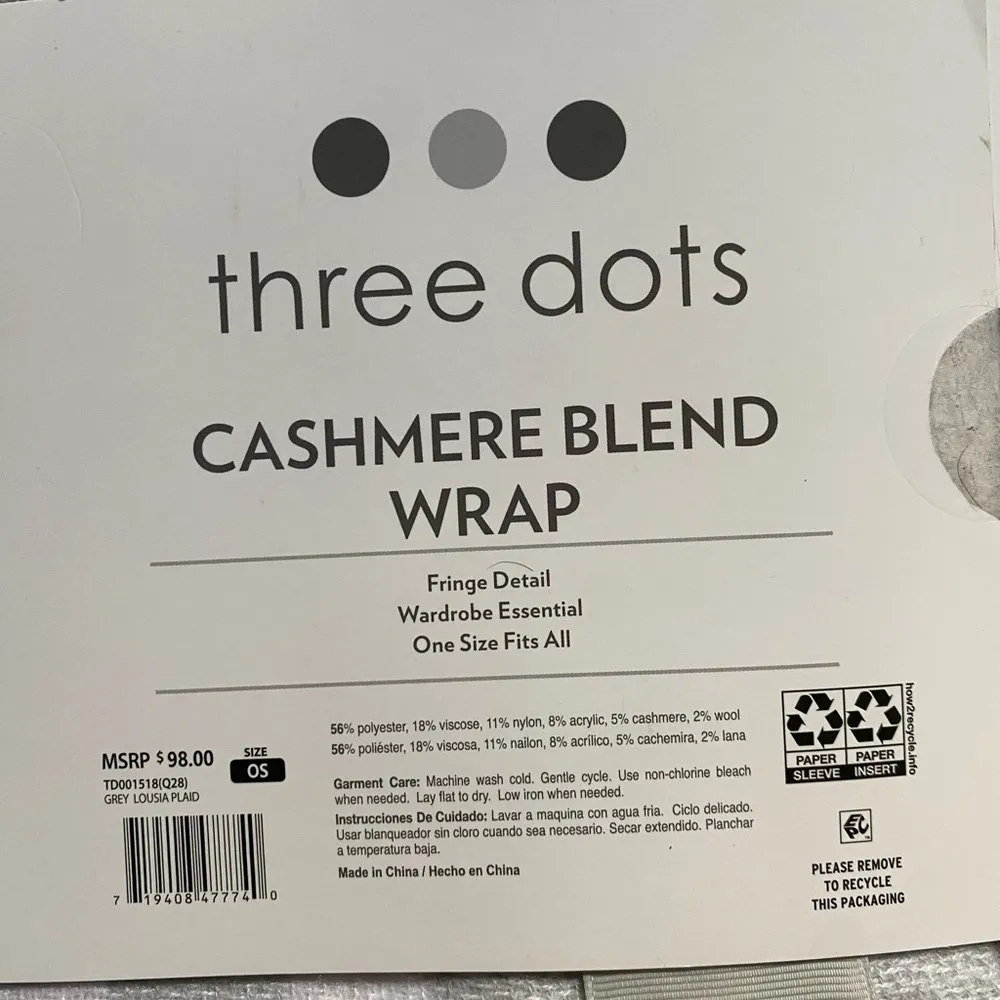 three dots
CASHMERE BLEND
WRAP
Fringe Detail
Wardrobe Essential
One Size Fits All
MSRP $98.00
SIZE
OS
TD001518(Q28)
GREY LOUSIA PLAID
7 19408 47774 0
56% polyester, 18% viscose, 11% nylon, 8% acrylic, 5% cashmere, 2% wool
56% poliéster, 18% viscosa, 11% nailon, 8% acrílico, 5% cachemira, 2% lana
Garment Care: Machine wash cold. Gentle cycle. Use non-chlorine bleach
when needed. Lay flat to dry. Low iron when needed.
Instrucciones De Cuidado: Lavar a maquina con agua fria. Ciclo delicado.
Usar blanqueador sin cloro cuando sea necesario. Secar extendido. Planchar
a temperatura baja.
Made in China / Hecho en China
PAPER PAPER
SLEEVE INSERT
how2recycle.info
EPC
TM
PLEASE REMOVE
TO RECYCLE
THIS PACKAGING